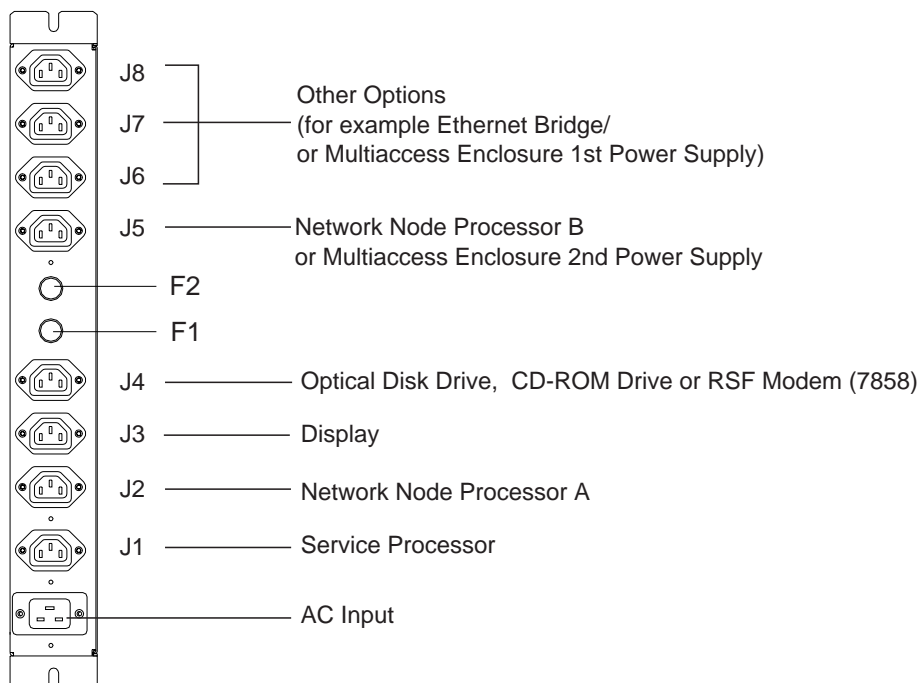 J8
J7
J6
Other Options
(for example Ethernet Bridge/
or Multiaccess Enclosure 1st Power Supply)
J5
Network Node Processor B
or Multiaccess Enclosure 2nd Power Supply
F2
F1
J4
Optical Disk Drive, CD-ROM Drive or RSF Modem (7858)
J3
Display
J2
Network Node Processor A
J1
Service Processor
AC Input